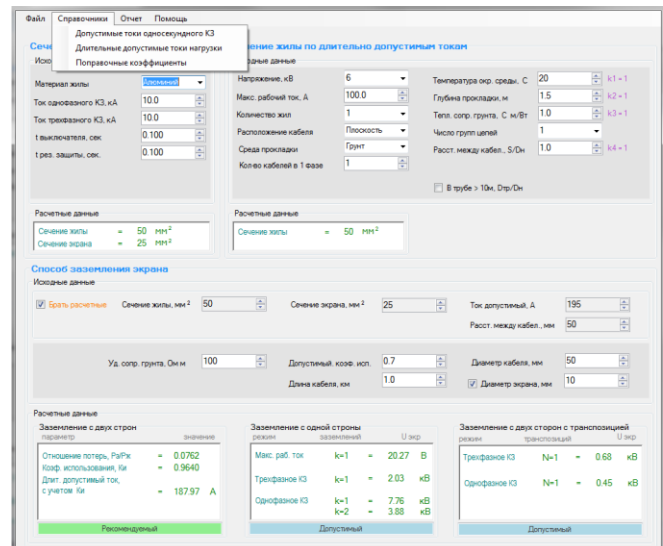 Файл Справочники Отчет Помощь
Допустимые токи односекундного КЗ
Длительные допустимые токи нагрузки
Поправочные коэффициенты
Сече
ение жилы по длительно допустимым токам
Исхо
одные данные
Материал жилы Алюминий
Ток однофазного КЗ, кА 10.0
Ток трехфазного КЗ, кА 10.0
t выключателя, сек 0.100
t рез. защиты, сек. 0.100
Напряжение, кВ 6
Макс. рабочий ток, А 100.0
Количество жил 1
Расположение кабеля Плоскость
Среда прокладки Грунт
Кол-во кабелей в 1 фазе 1
Температура окр. среды, С 20 k1 = 1
Глубина прокладки, м 1.5 k2 = 1
Тепл. сопр. грунта, С м/Вт 1.0 k3 = 1
Число групп цепей 1
Расст. между кабел., S/Dн 1.0 k4 = 1
В трубе > 10м, Dтр/Dн
Расчетные данные
Сечение жилы = 50 мм²
Сечение экрана = 25 мм²
Расчетные данные
Сечение жилы = 50 мм²
Способ заземления экрана
Исходные данные
Брать расчетные Сечение жилы, мм² 50 Сечение экрана, мм² 25 Ток допустимый, А 195
Расст. между кабел., мм 50
Уд. сопр. грунта, Ом м 100 Допустимый. коэф. исп. 0.7 Диаметр кабеля, мм 50
Длина кабеля, км 1.0 Диаметр экрана, мм 10
Расчетные данные
Заземление с двух строн
параметр значение
Отношение потерь, Рэ/Рж = 0.0762
Коэф. использования, Ки = 0.9640
Длит. допустимый ток,
с учетом Ки = 187.97 А
Рекомендуемый
Заземление с одной строны
режим заземлений U экр
Макс. раб. ток k=1 = 20.27 В
Трехфазное КЗ k=1 = 2.03 кВ
Однофазное КЗ k=1 = 7.76 кВ
k=2 = 3.88 кВ
Допустимый
Заземление с двух сторон с транспозицией
режим транспозиций U экр
Трехфазное КЗ N=1 = 0.68 кВ
Однофазное КЗ N=1 = 0.45 кВ
Допустимый